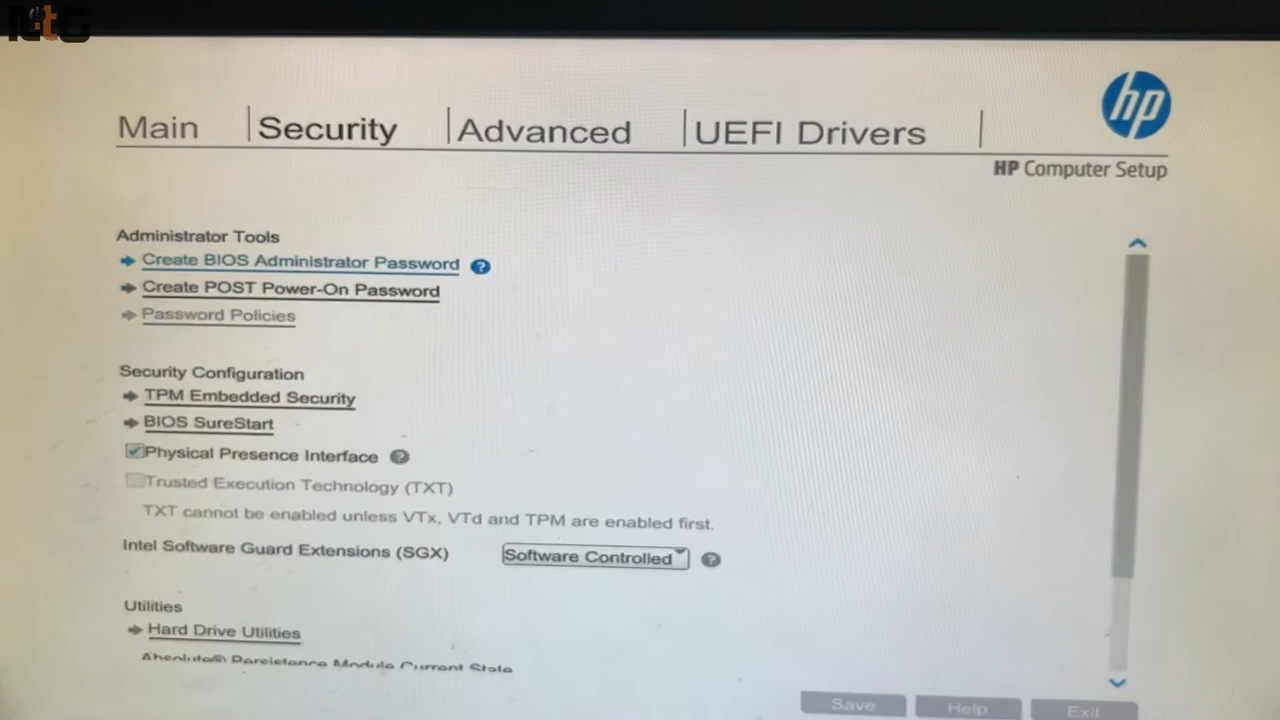 NtG
Main Security Advanced UEFI Drivers
hp
HP Computer Setup
Administrator Tools
Create BIOS Administrator Password ?
Create POST Power-On Password
Password Policies
Security Configuration
TPM Embedded Security
BIOS SureStart
Physical Presence Interface ?
Trusted Execution Technology (TXT)
TXT cannot be enabled unless VTx, VTd and TPM are enabled first.
Intel Software Guard Extensions (SGX) Software Controlled ?
Utilities
Hard Drive Utilities
Absolute® Persistence Module Current State
Save Help Exit